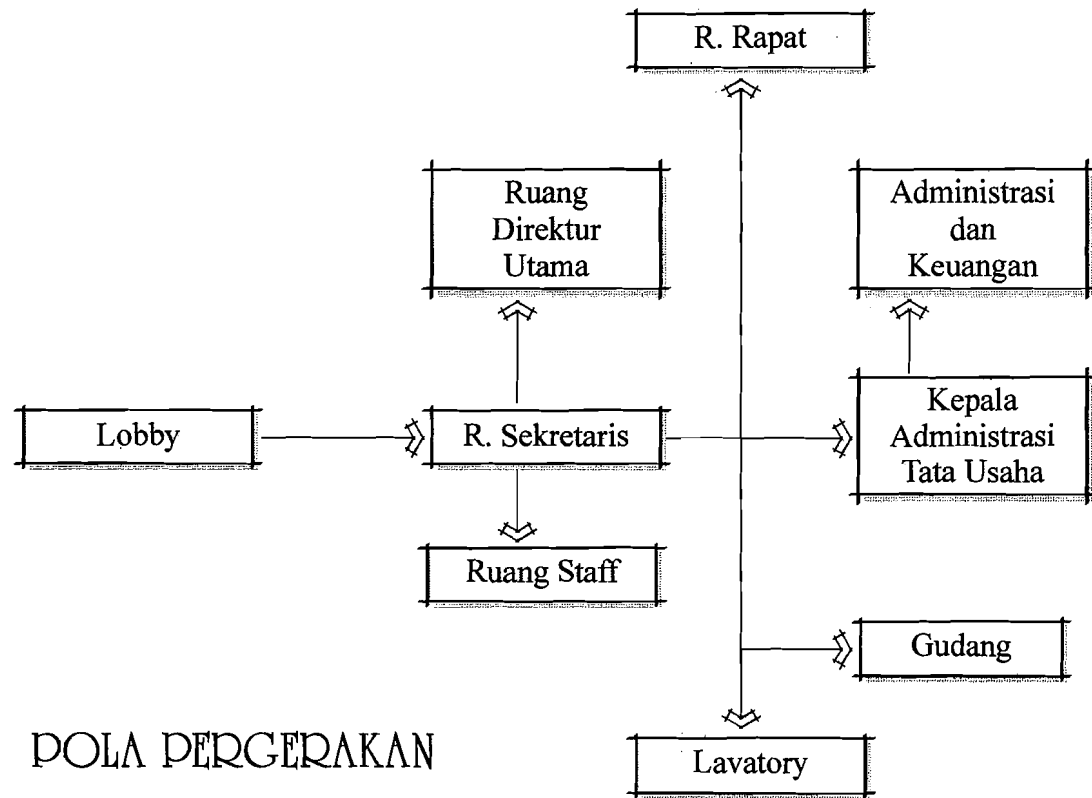 R. Rapat
Ruang
Direktur
Utama
Administrasi
dan
Keuangan
Lobby
R. Sekretaris
Kepala
Administrasi
Tata Usaha
Ruang Staff
Gudang
POLA PERGERAKAN
Lavatory